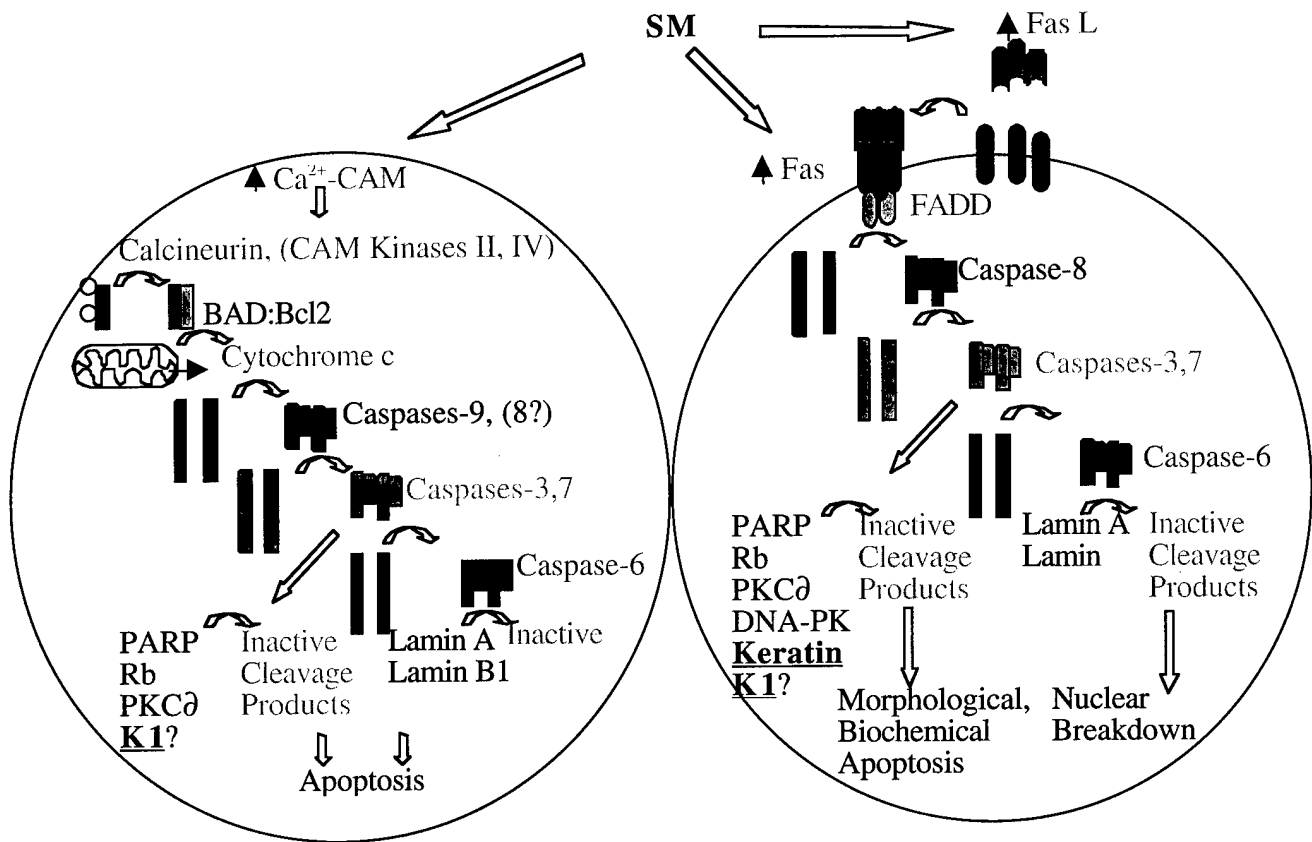 SM
Fas L
Fas
FADD
Caspase-8
Caspases-3,7
Caspase-6
PARP
Rb
PKC∂
DNA-PK
Keratin
K1?
Inactive
Cleavage
Products
Lamin A
Lamin
Inactive
Cleavage
Products
Morphological,
Biochemical
Apoptosis
Nuclear
Breakdown
Ca²⁺-CAM
Calcineurin, (CAM Kinases II, IV)
BAD:Bcl2
Cytochrome c
Caspases-9, (8?)
Caspases-3,7
Caspase-6
PARP
Rb
PKC∂
K1?
Inactive
Cleavage
Products
Lamin A
Lamin B1
Inactive
Apoptosis